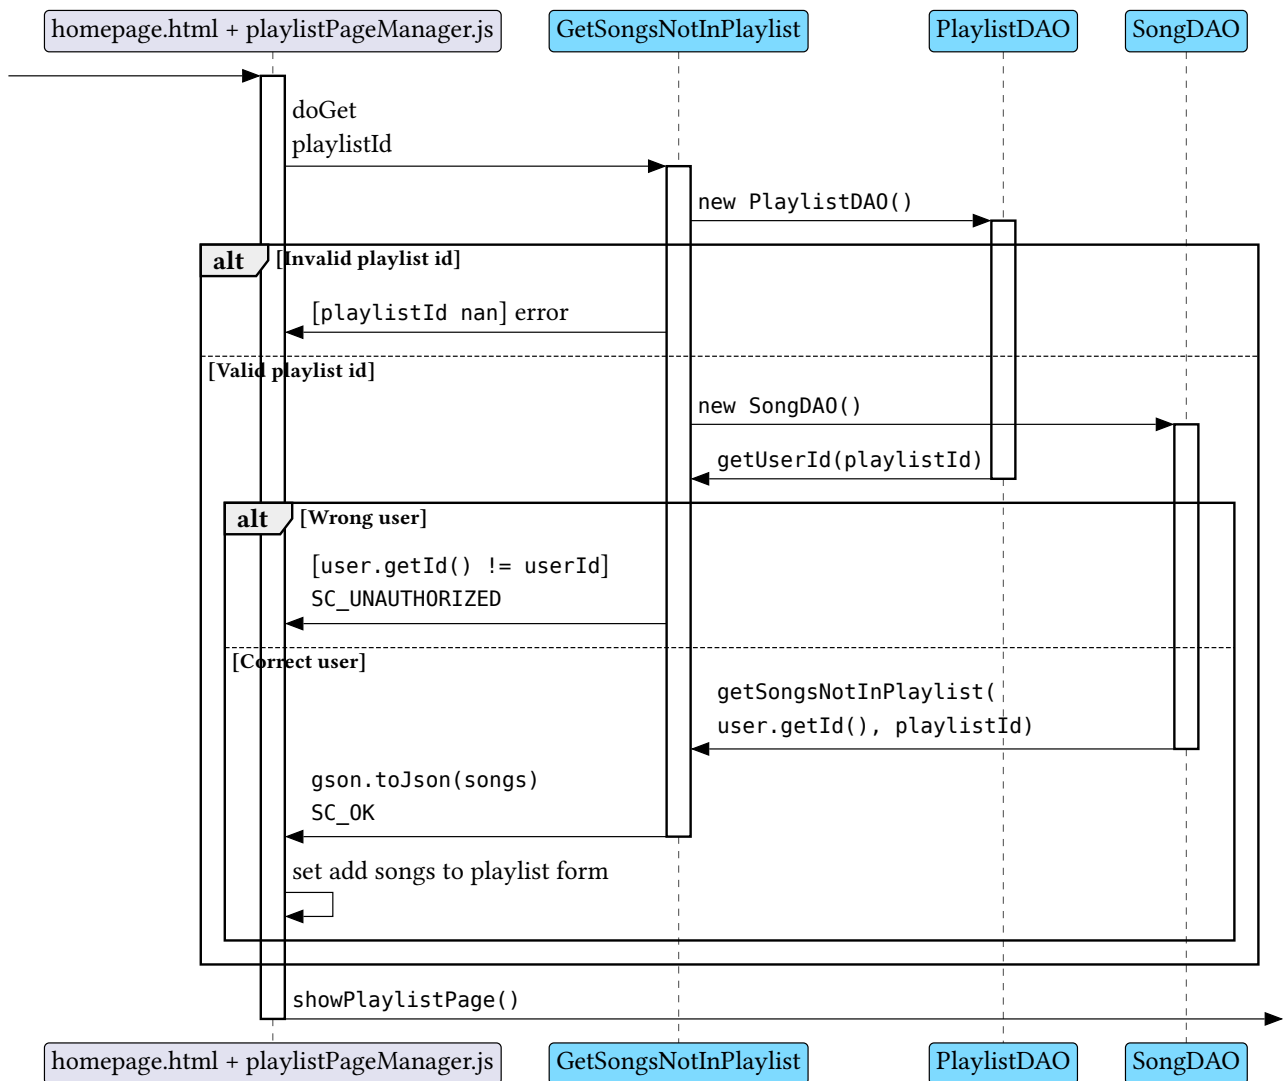 homepage.html + playlistPageManager.js
GetSongsNotInPlaylist
PlaylistDAO
SongDAO
doGet
playlistId
new PlaylistDAO()
alt
[Invalid playlist id]
[playlistId nan] error
[Valid playlist id]
new SongDAO()
getUserId(playlistId)
alt
[Wrong user]
[user.getId() != userId]
SC_UNAUTHORIZED
[Correct user]
getSongsNotInPlaylist(
user.getId(), playlistId)
gson.toJson(songs)
SC_OK
set add songs to playlist form
showPlaylistPage()
homepage.html + playlistPageManager.js
GetSongsNotInPlaylist
PlaylistDAO
SongDAO